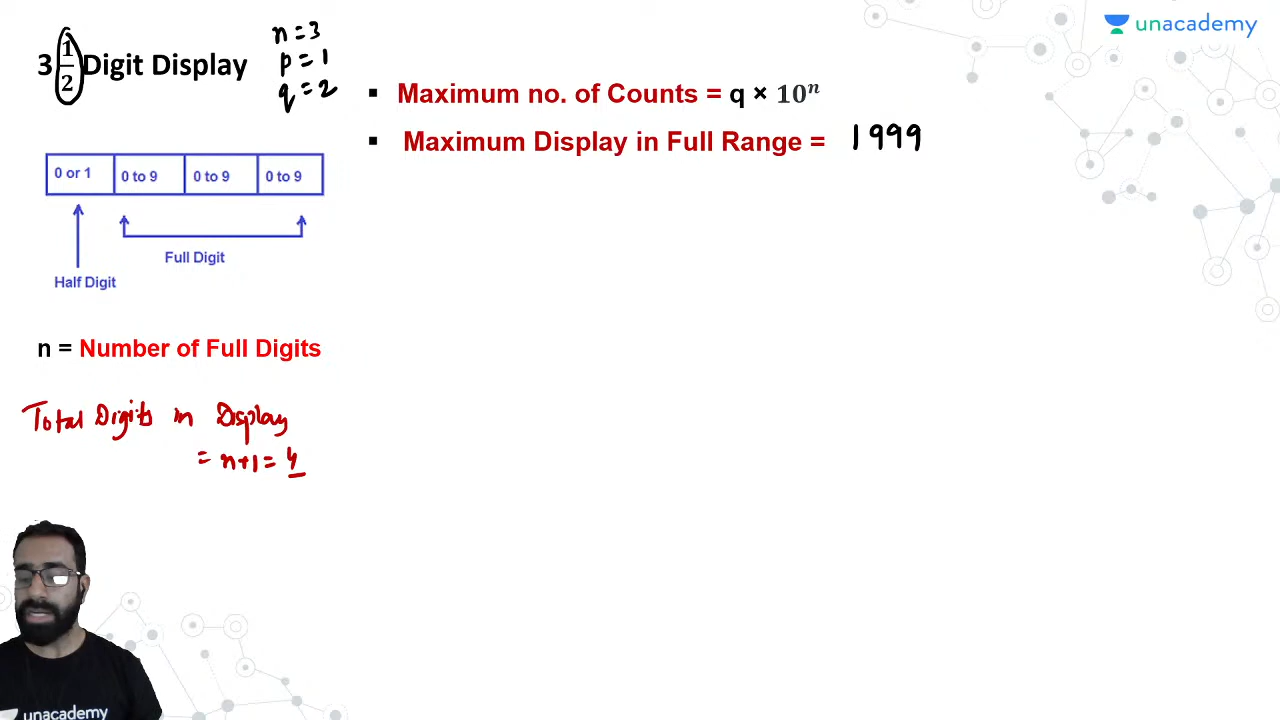 unacademy
3 1/2 Digit Display
n = 3
p = 1
q = 2
▪ Maximum no. of Counts = q × 10ⁿ
▪ Maximum Display in Full Range = 1999
0 or 1 0 to 9 0 to 9 0 to 9
Full Digit
Half Digit
n = Number of Full Digits
Total Digits in Display
= n+1 = 4
unacademy